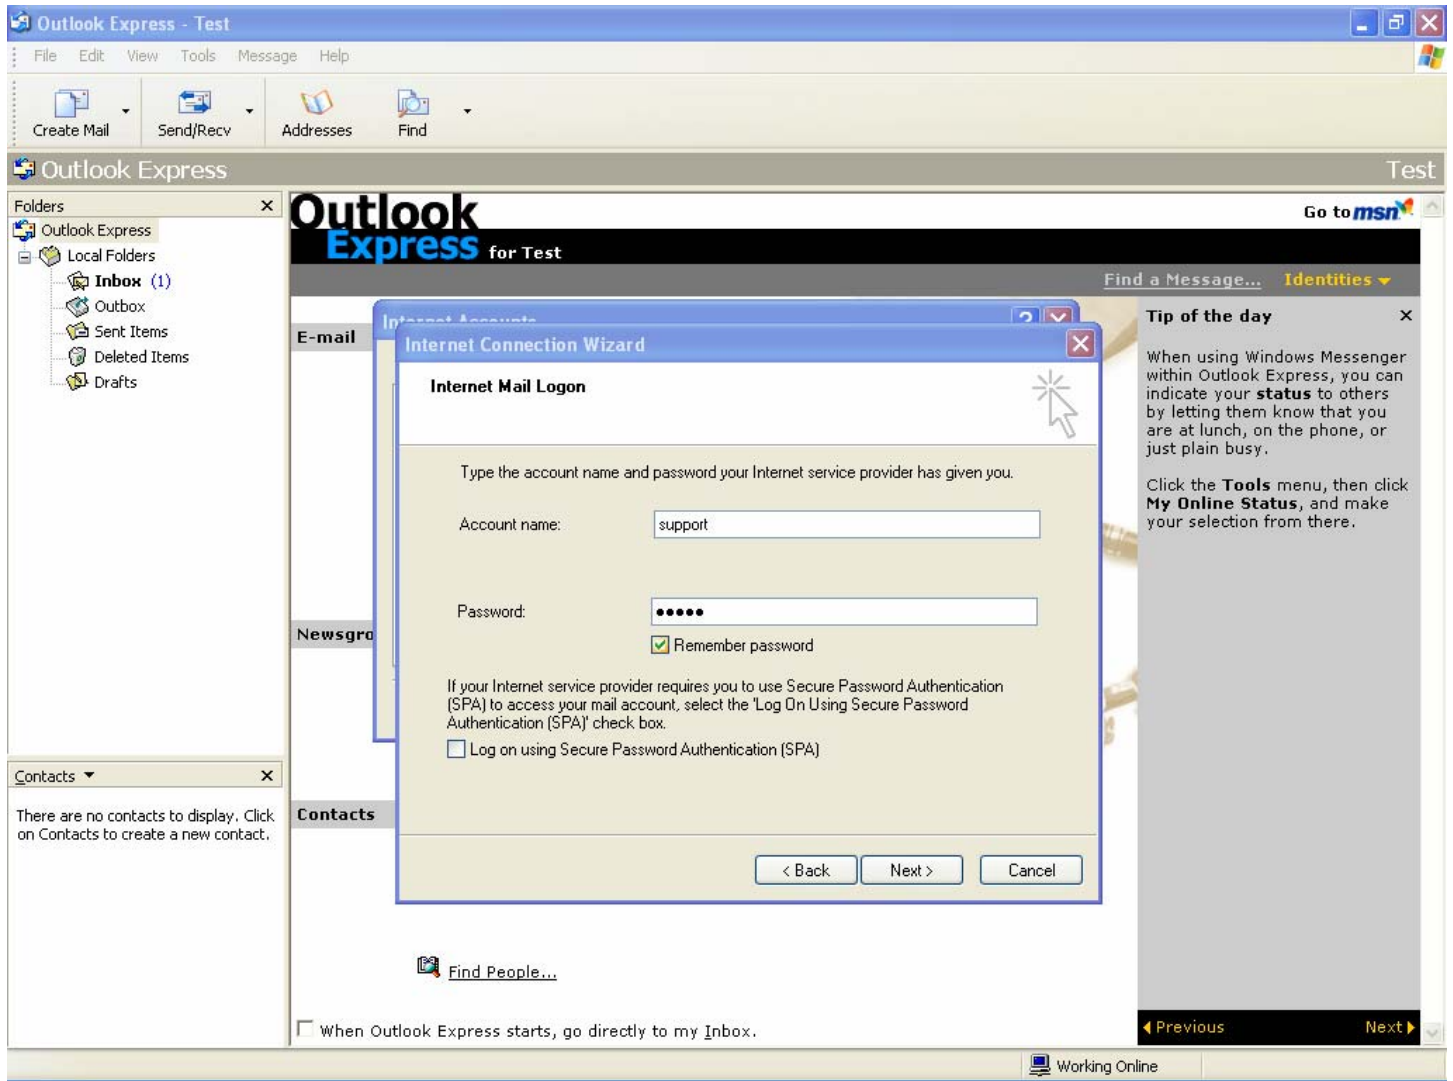 Outlook Express - Test
File Edit View Tools Message Help
Create Mail Send/Recv Addresses Find
Outlook Express Test
Folders
Outlook Express
Local Folders
Inbox (1)
Outbox
Sent Items
Deleted Items
Drafts
Contacts
There are no contacts to display. Click
on Contacts to create a new contact.
Outlook
Express for Test
Go to msn
Find a Message... Identities
E-mail
Newsgro
Contacts
Find People...
When Outlook Express starts, go directly to my Inbox.
Internet Accounts
Internet Connection Wizard
Internet Mail Logon
Type the account name and password your Internet service provider has given you.
Account name: support
Password: •••••
Remember password
If your Internet service provider requires you to use Secure Password Authentication
(SPA) to access your mail account, select the 'Log On Using Secure Password
Authentication (SPA)' check box.
Log on using Secure Password Authentication (SPA)
< Back Next > Cancel
Tip of the day
When using Windows Messenger
within Outlook Express, you can
indicate your status to others
by letting them know that you
are at lunch, on the phone, or
just plain busy.
Click the Tools menu, then click
My Online Status, and make
your selection from there.
Previous Next
Working Online